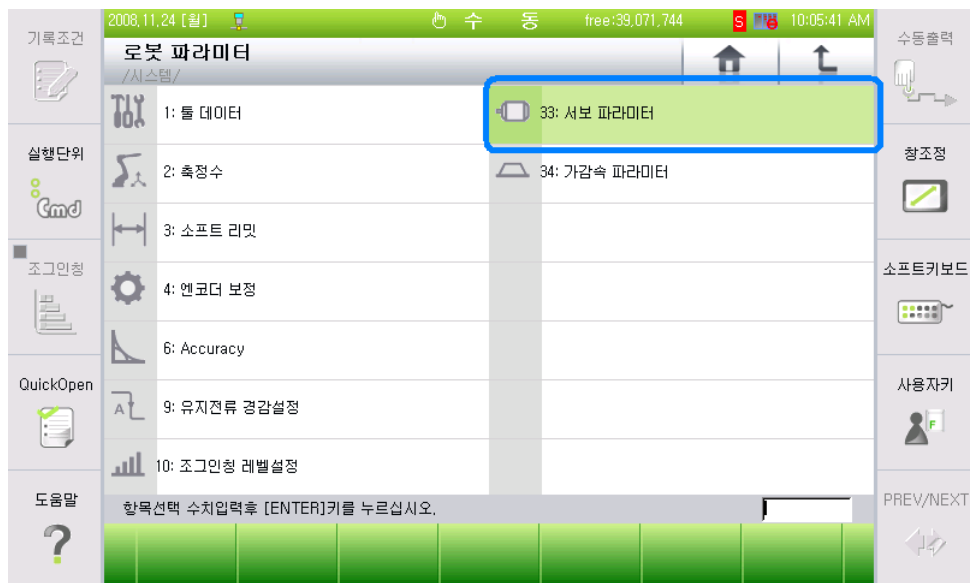 2008.11.24 [월]
수 동
free:39,071,744
S
10:05:41 AM
기록조건
실행단위
Cmd
조그인칭
QuickOpen
도움말
로봇 파라미터
/시스템/
1: 툴 데이터
2: 축정수
3: 소프트 리밋
4: 엔코더 보정
6: Accuracy
A
9: 유지전류 경감설정
10: 조그인칭 레벨설정
33: 서보 파라미터
34: 가감속 파라미터
항목선택 수치입력후 [ENTER]키를 누르십시오.
수동출력
창조정
소프트키보드
사용자키
F
PREV/NEXT